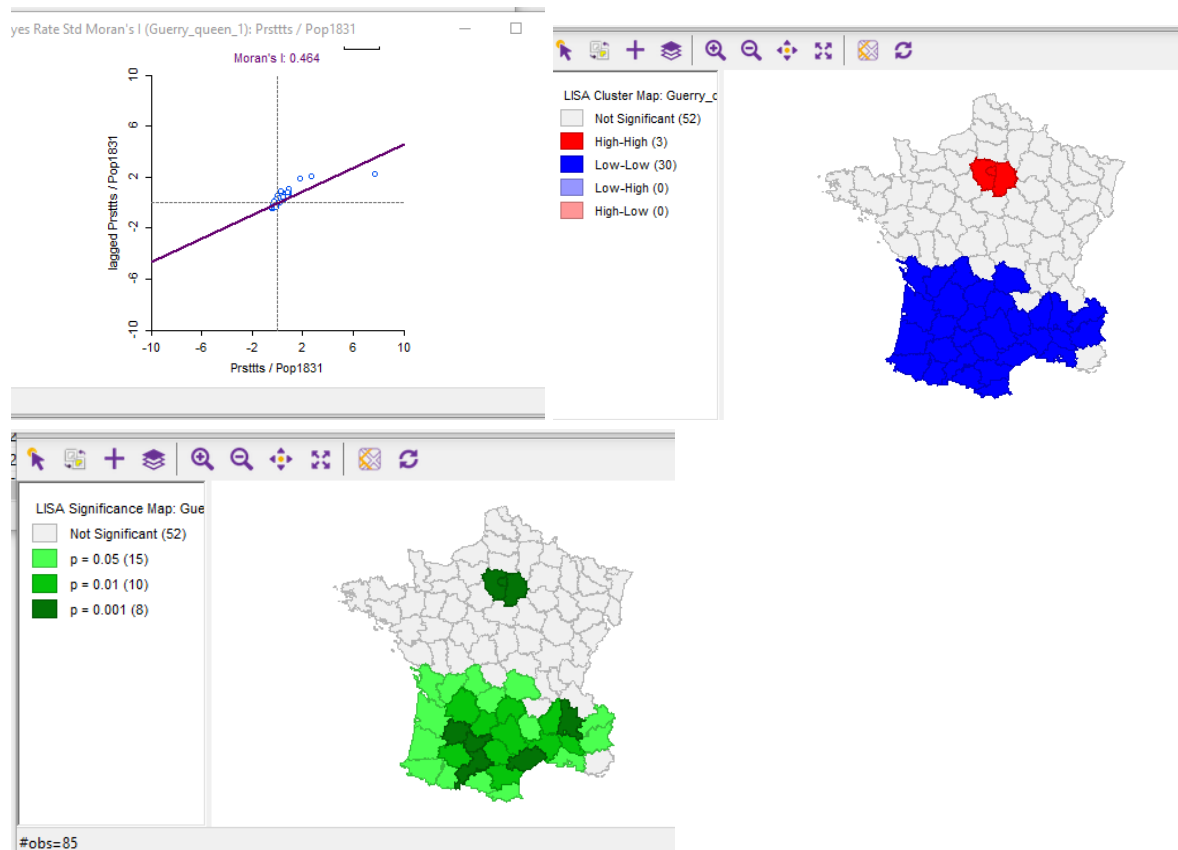 yes Rate Std Moran's I (Guerry_queen_1): Prsttts / Pop1831
Moran's I: 0.464
10
6
2
-2
-6
-10
lagged Prsttts / Pop1831
-10
-6
-2
2
6
10
Prsttts / Pop1831
LISA Cluster Map: Guerry_
Not Significant (52)
High-High (3)
Low-Low (30)
Low-High (0)
High-Low (0)
LISA Significance Map: Gue
Not Significant (52)
p = 0.05 (15)
p = 0.01 (10)
p = 0.001 (8)
#obs=85